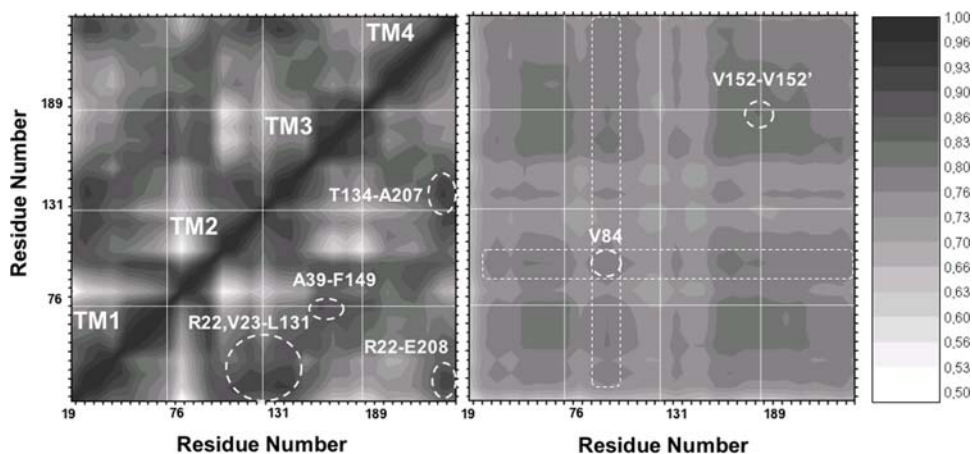 TM4
TM3
TM2
TM1
T134-A207
A39-F149
R22,V23-L131
R22-E208
Residue Number
189
131
76
19
76
131
189
Residue Number
V152-V152’
V84
19
76
131
189
Residue Number
1,00
0,96
0,93
0,90
0,86
0,83
0,80
0,76
0,73
0,70
0,66
0,63
0,60
0,56
0,53
0,50